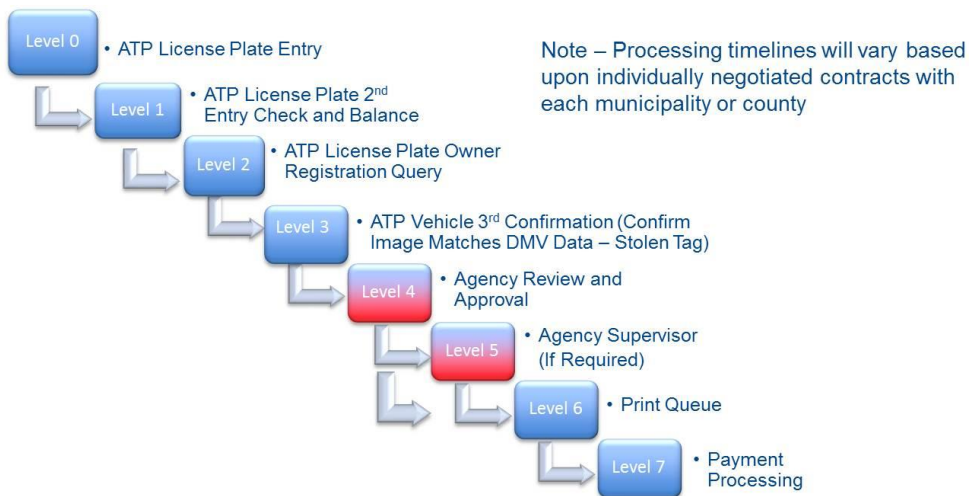 Level 0
• ATP License Plate Entry
Note – Processing timelines will vary based
upon individually negotiated contracts with
each municipality or county
Level 1
• ATP License Plate 2nd
Entry Check and Balance
Level 2
• ATP License Plate Owner
Registration Query
Level 3
• ATP Vehicle 3rd Confirmation (Confirm
Image Matches DMV Data – Stolen Tag)
Level 4
• Agency Review and
Approval
Level 5
• Agency Supervisor
(If Required)
Level 6
• Print Queue
Level 7
• Payment
Processing